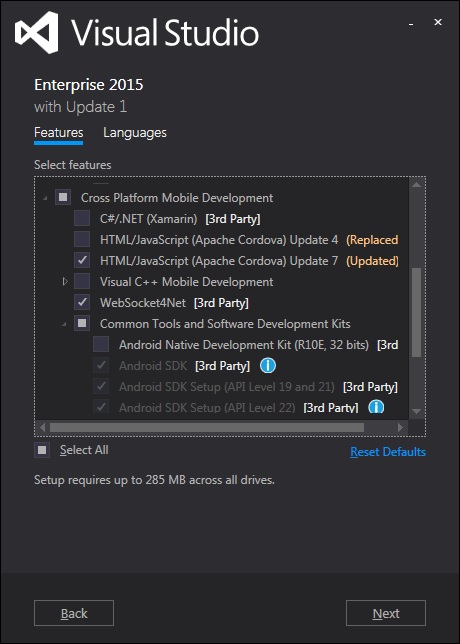 Visual Studio
Enterprise 2015
with Update 1
Features Languages
Select features
Cross Platform Mobile Development
C#/.NET (Xamarin) [3rd Party]
HTML/JavaScript (Apache Cordova) Update 4 (Replaced
HTML/JavaScript (Apache Cordova) Update 7 (Updated)
Visual C++ Mobile Development
WebSocket4Net [3rd Party]
Common Tools and Software Development Kits
Android Native Development Kit (R10E, 32 bits) [3rd
Android SDK [3rd Party]
Android SDK Setup (API Level 19 and 21) [3rd Party]
Android SDK Setup (API Level 22) [3rd Party]
Select All Reset Defaults
Setup requires up to 285 MB across all drives.
Back Next